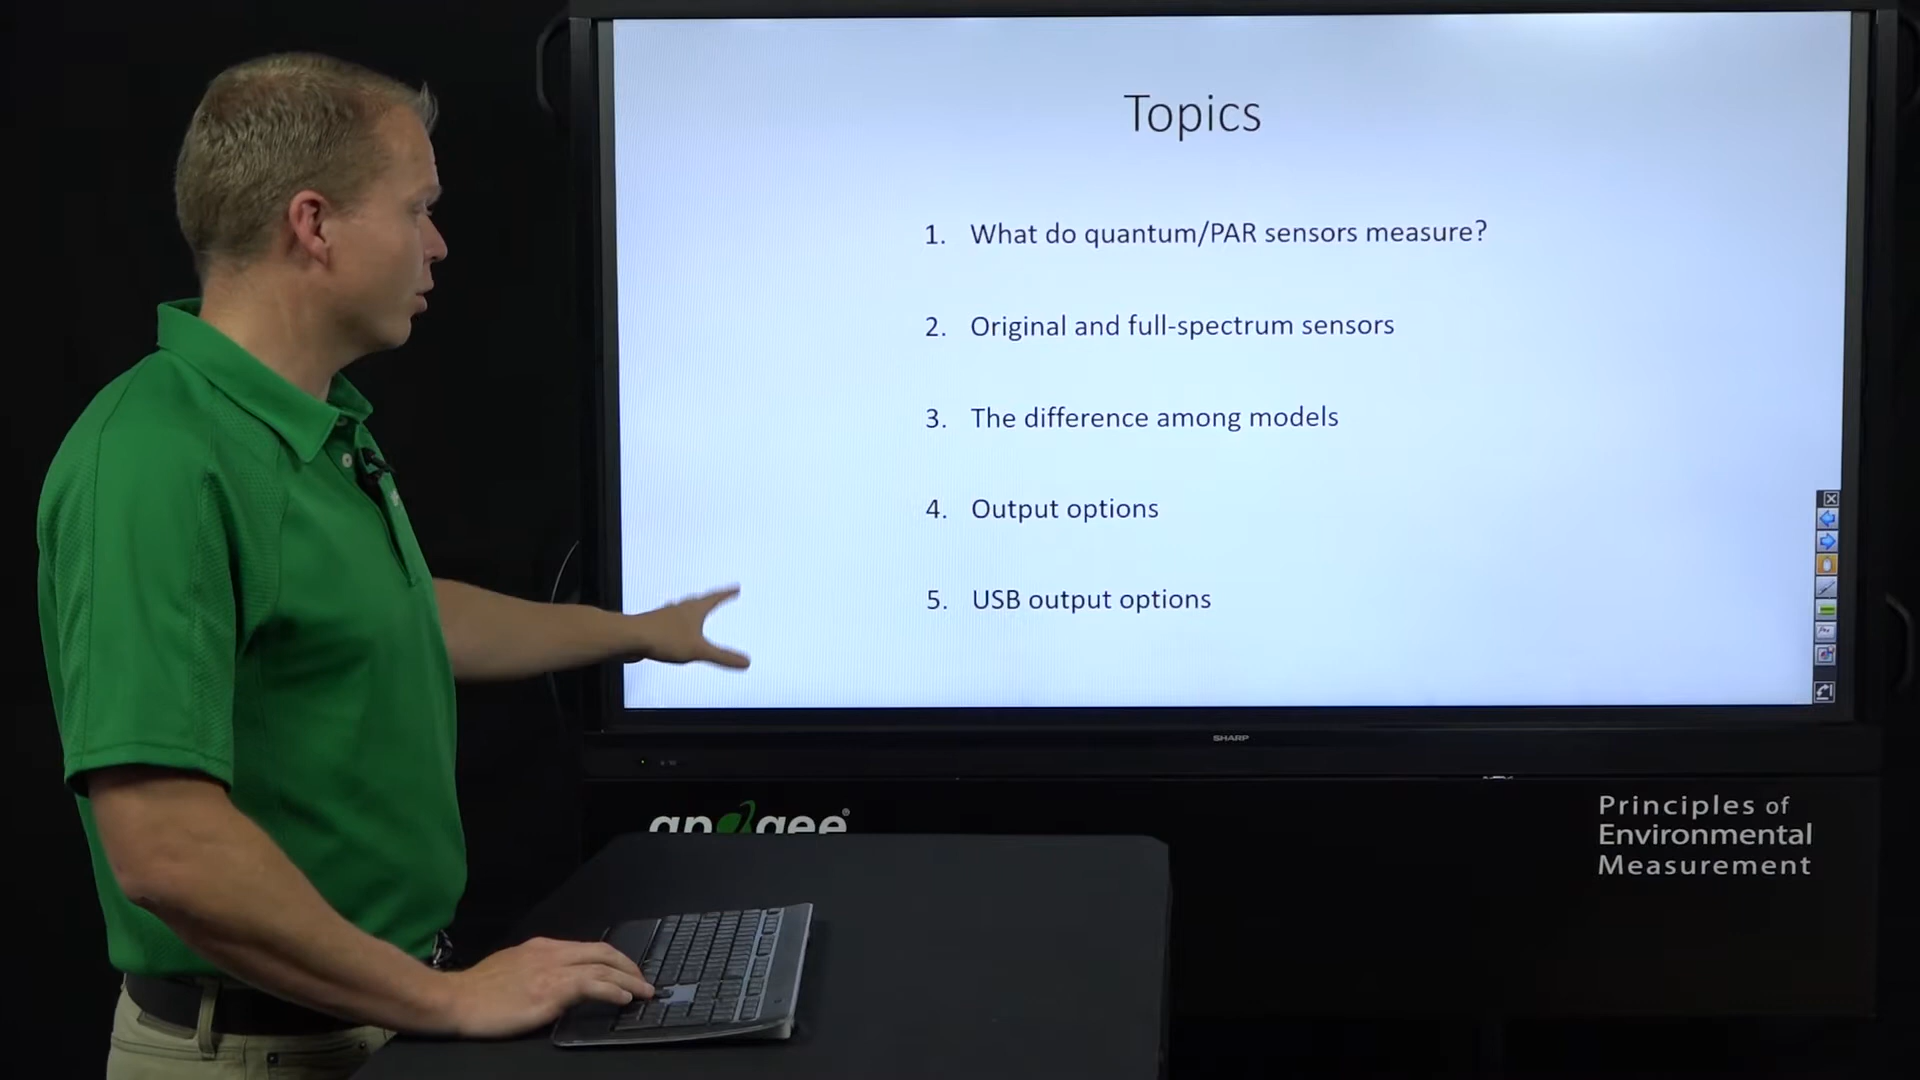 Topics
1. What do quantum/PAR sensors measure?
2. Original and full-spectrum sensors
3. The difference among models
4. Output options
5. USB output options
SHARP
apogee®
Principles of
Environmental
Measurement